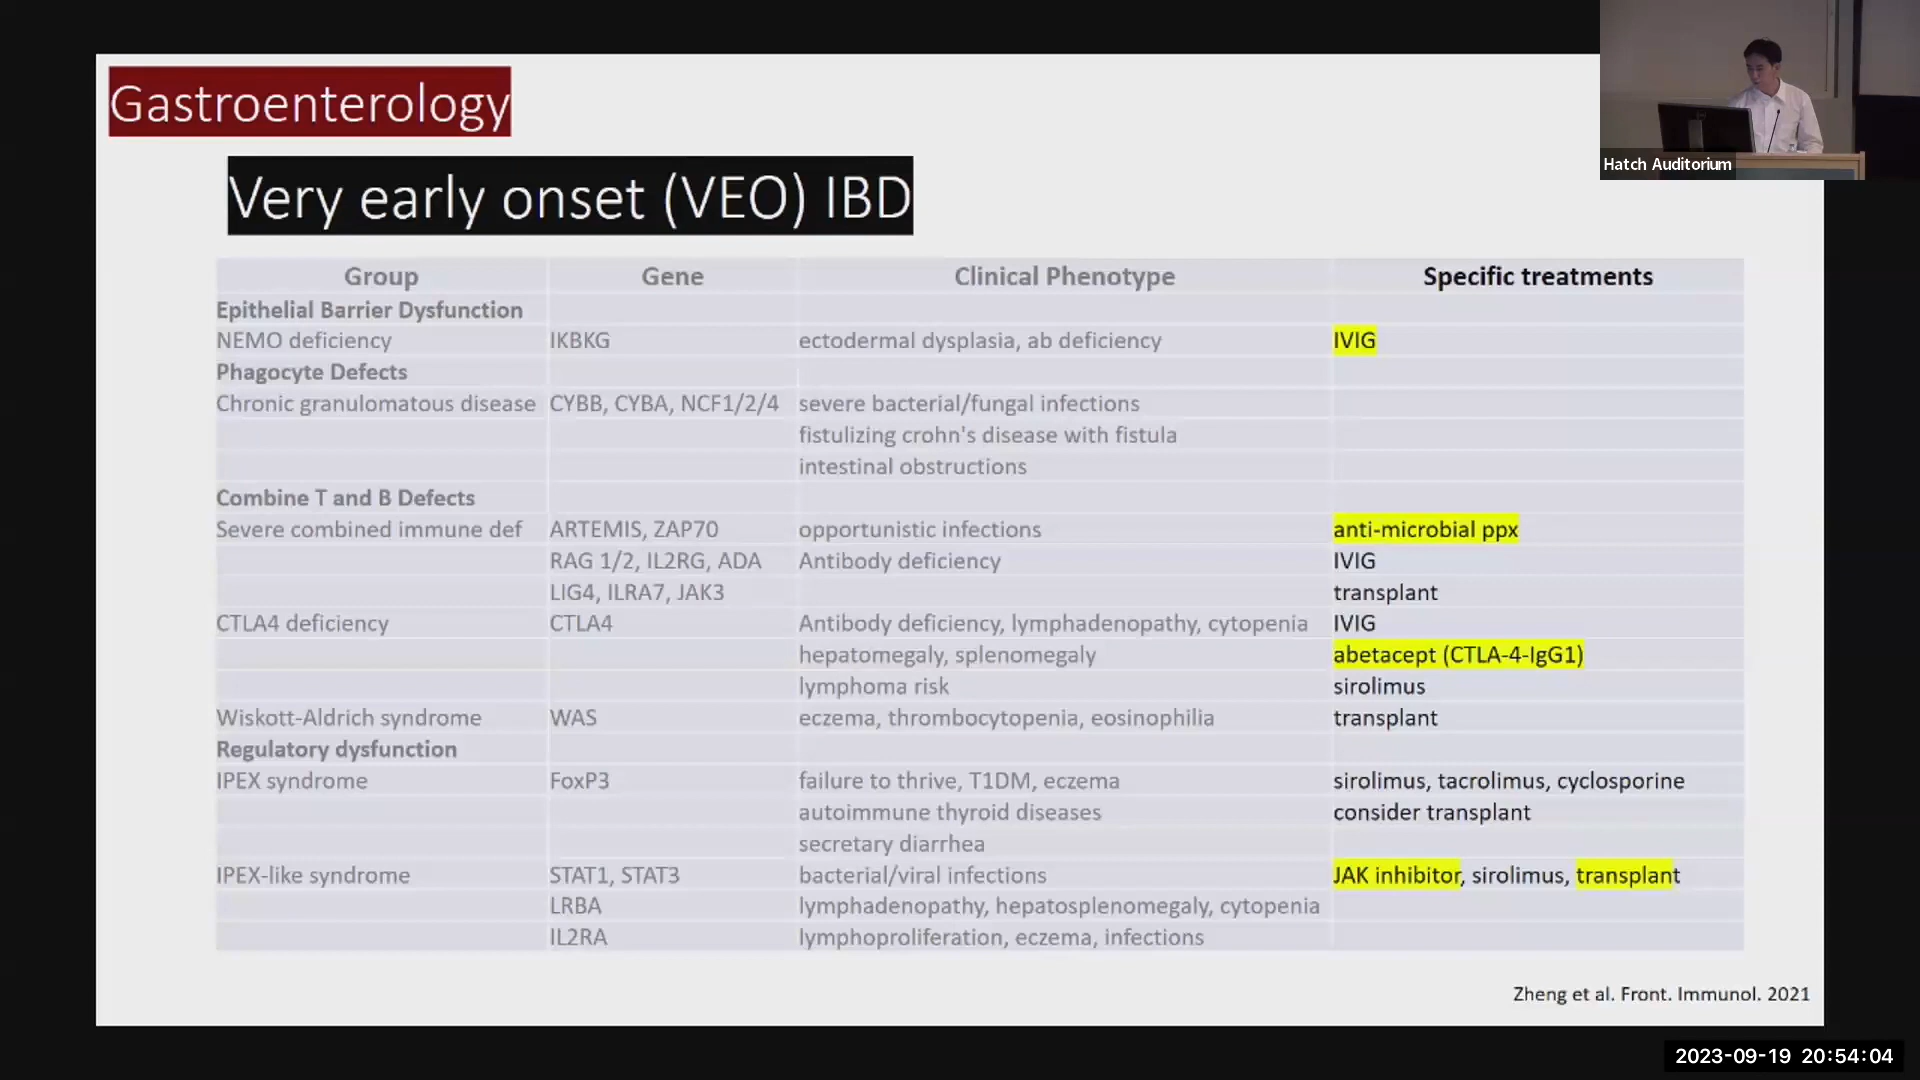 Gastroenterology
Very early onset (VEO) IBD
Hatch Auditorium
Group Gene Clinical Phenotype Specific treatments
Epithelial Barrier Dysfunction
NEMO deficiency IKBKG ectodermal dysplasia, ab deficiency IVIG
Phagocyte Defects
Chronic granulomatous disease CYBB, CYBA, NCF1/2/4 severe bacterial/fungal infections
fistulizing crohn's disease with fistula
intestinal obstructions
Combine T and B Defects
Severe combined immune def ARTEMIS, ZAP70 opportunistic infections anti-microbial ppx
RAG 1/2, IL2RG, ADA Antibody deficiency IVIG
LIG4, ILRA7, JAK3 transplant
CTLA4 deficiency CTLA4 Antibody deficiency, lymphadenopathy, cytopenia IVIG
hepatomegaly, splenomegaly abetacept (CTLA-4-IgG1)
lymphoma risk sirolimus
Wiskott-Aldrich syndrome WAS eczema, thrombocytopenia, eosinophilia transplant
Regulatory dysfunction
IPEX syndrome FoxP3 failure to thrive, T1DM, eczema sirolimus, tacrolimus, cyclosporine
autoimmune thyroid diseases consider transplant
secretary diarrhea
IPEX-like syndrome STAT1, STAT3 bacterial/viral infections JAK inhibitor, sirolimus, transplant
LRBA lymphadenopathy, hepatosplenomegaly, cytopenia
IL2RA lymphoproliferation, eczema, infections
Zheng et al. Front. Immunol. 2021
2023-09-19 20:54:04